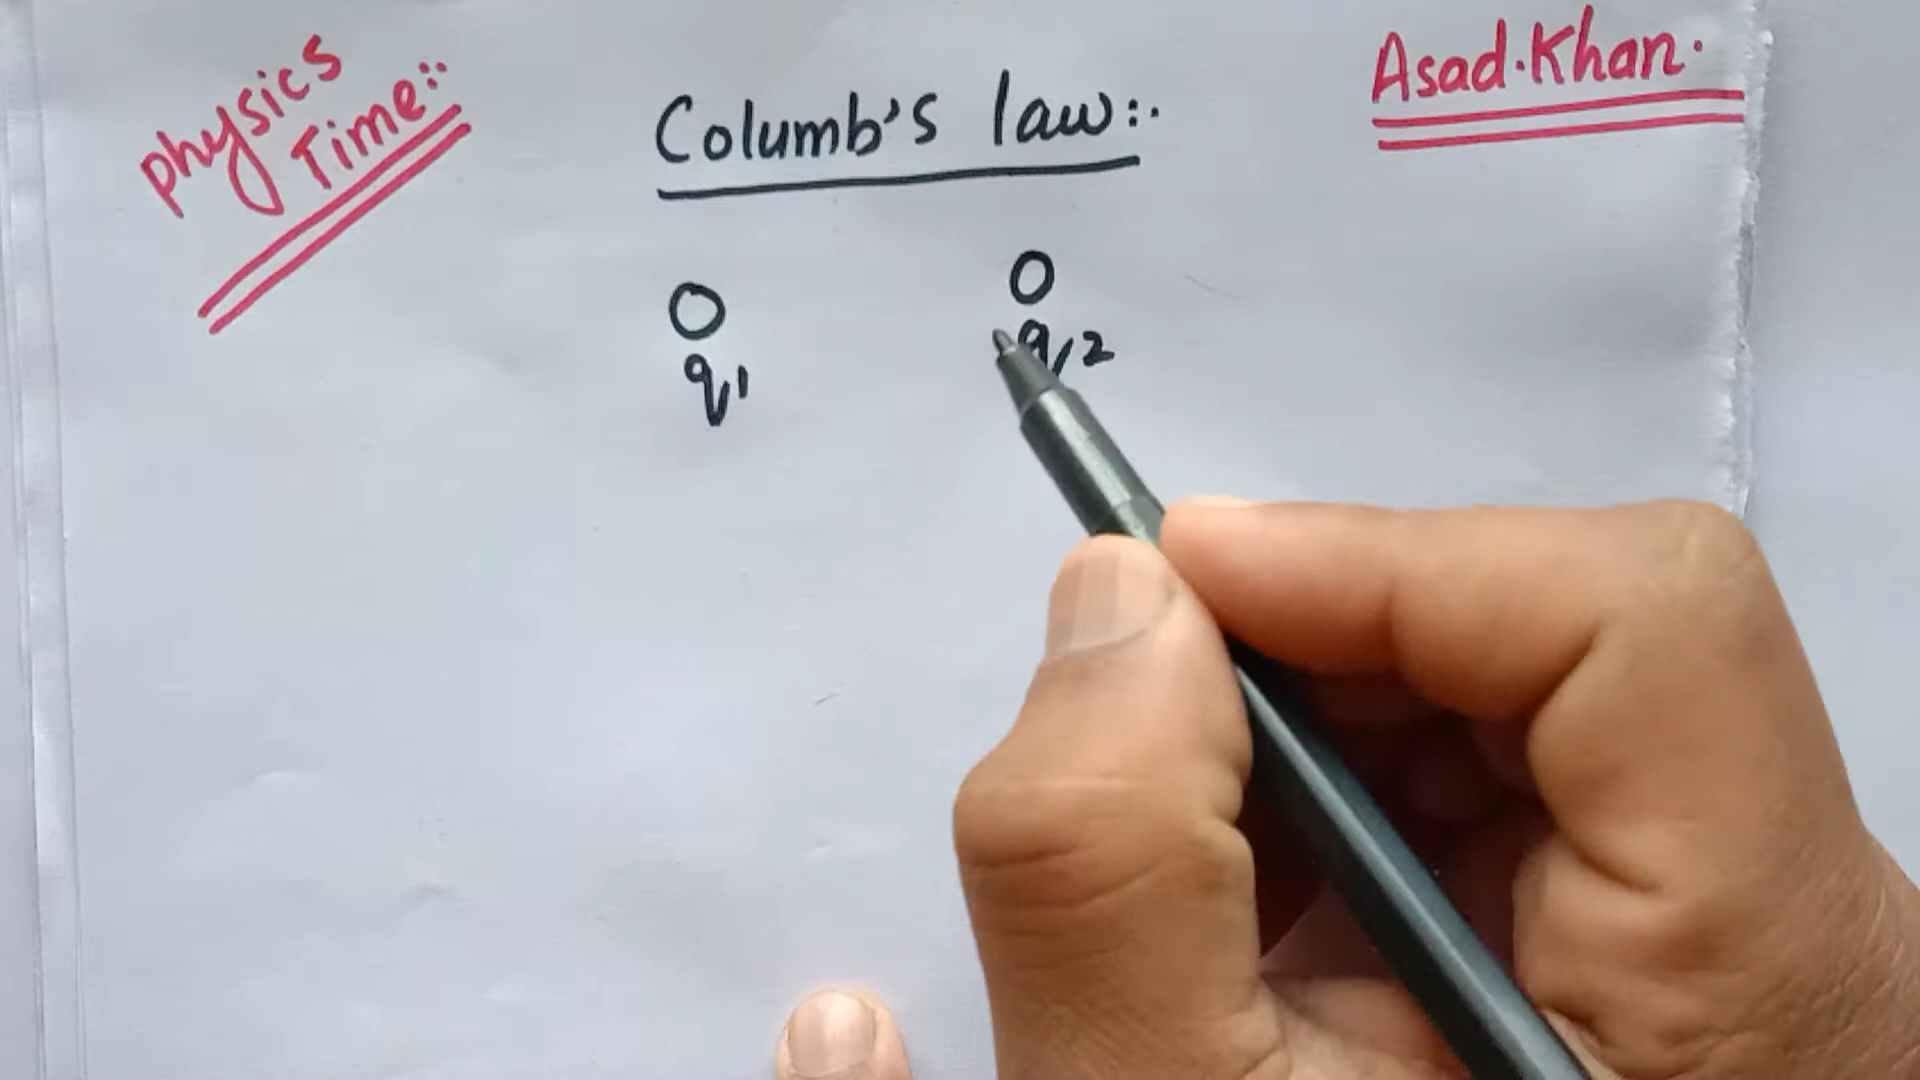 physics
Time::
Columb's law:.
Asad.Khan.
O
O
q1
q2